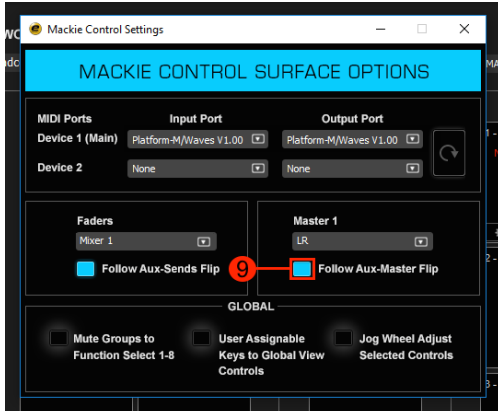 Mackie Control Settings
MACKIE CONTROL SURFACE OPTIONS
MIDI Ports Input Port Output Port
Device 1 (Main) Platform-M/Waves V1.00 Platform-M/Waves V1.00
Device 2 None None
Faders Master 1
Mixer 1 LR
Follow Aux-Sends Flip 9 Follow Aux-Master Flip
GLOBAL
Mute Groups to User Assignable Jog Wheel Adjust
Function Select 1-8 Keys to Global View Selected Controls
Controls